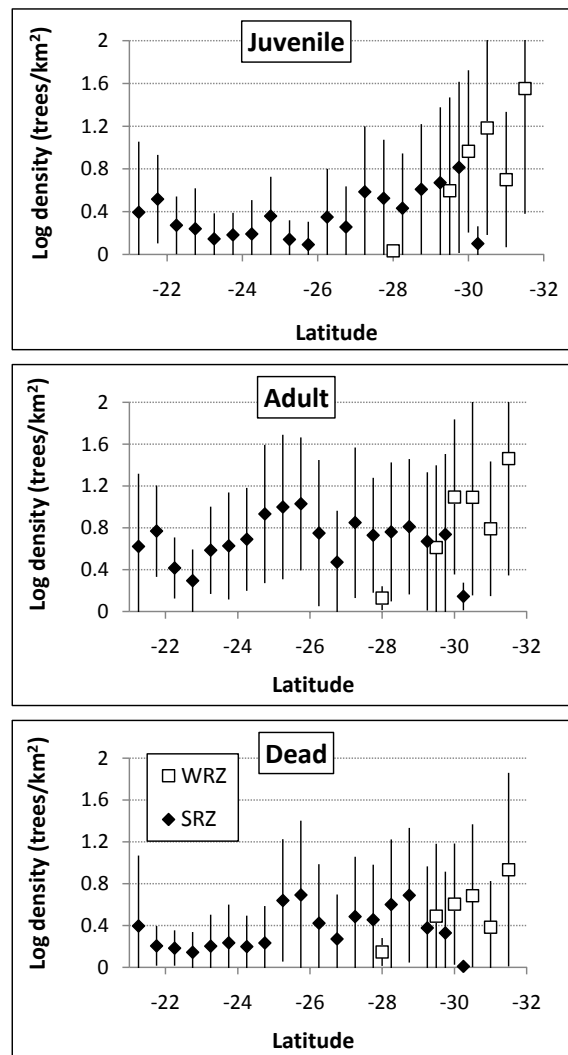 Juvenile
Log density (trees/km²)
2
1.6
1.2
0.8
0.4
0
-22 -24 -26 -28 -30 -32
Latitude
Adult
Log density (trees/km²)
2
1.6
1.2
0.8
0.4
0
-22 -24 -26 -28 -30 -32
Latitude
Dead
Log density (trees/km²)
2
1.6
1.2
0.8
0.4
0
WRZ
SRZ
-22 -24 -26 -28 -30 -32
Latitude